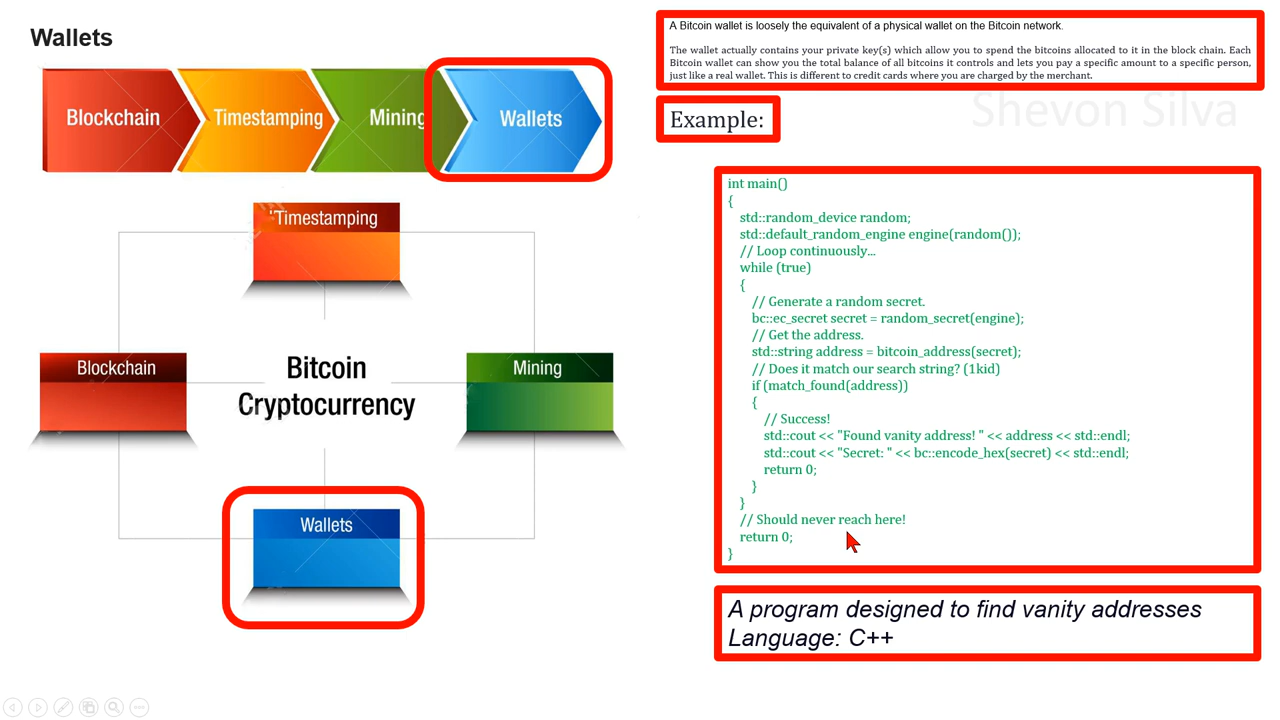 Wallets
Blockchain
Timestamping
Mining
Wallets
Timestamping
Blockchain
Bitcoin
Cryptocurrency
Mining
Wallets
A Bitcoin wallet is loosely the equivalent of a physical wallet on the Bitcoin network.
The wallet actually contains your private key(s) which allow you to spend the bitcoins allocated to it in the block chain. Each
Bitcoin wallet can show you the total balance of all bitcoins it controls and lets you pay a specific amount to a specific person,
just like a real wallet. This is different to credit cards where you are charged by the merchant.
Shevon Silva
Example:
int main()
{
std::random_device random;
std::default_random_engine engine(random());
// Loop continuously...
while (true)
{
// Generate a random secret.
bc::ec_secret secret = random_secret(engine);
// Get the address.
std::string address = bitcoin_address(secret);
// Does it match our search string? (1kid)
if (match_found(address))
{
// Success!
std::cout << "Found vanity address! " << address << std::endl;
std::cout << "Secret: " << bc::encode_hex(secret) << std::endl;
return 0;
}
}
// Should never reach here!
return 0;
}
A program designed to find vanity addresses
Language: C++